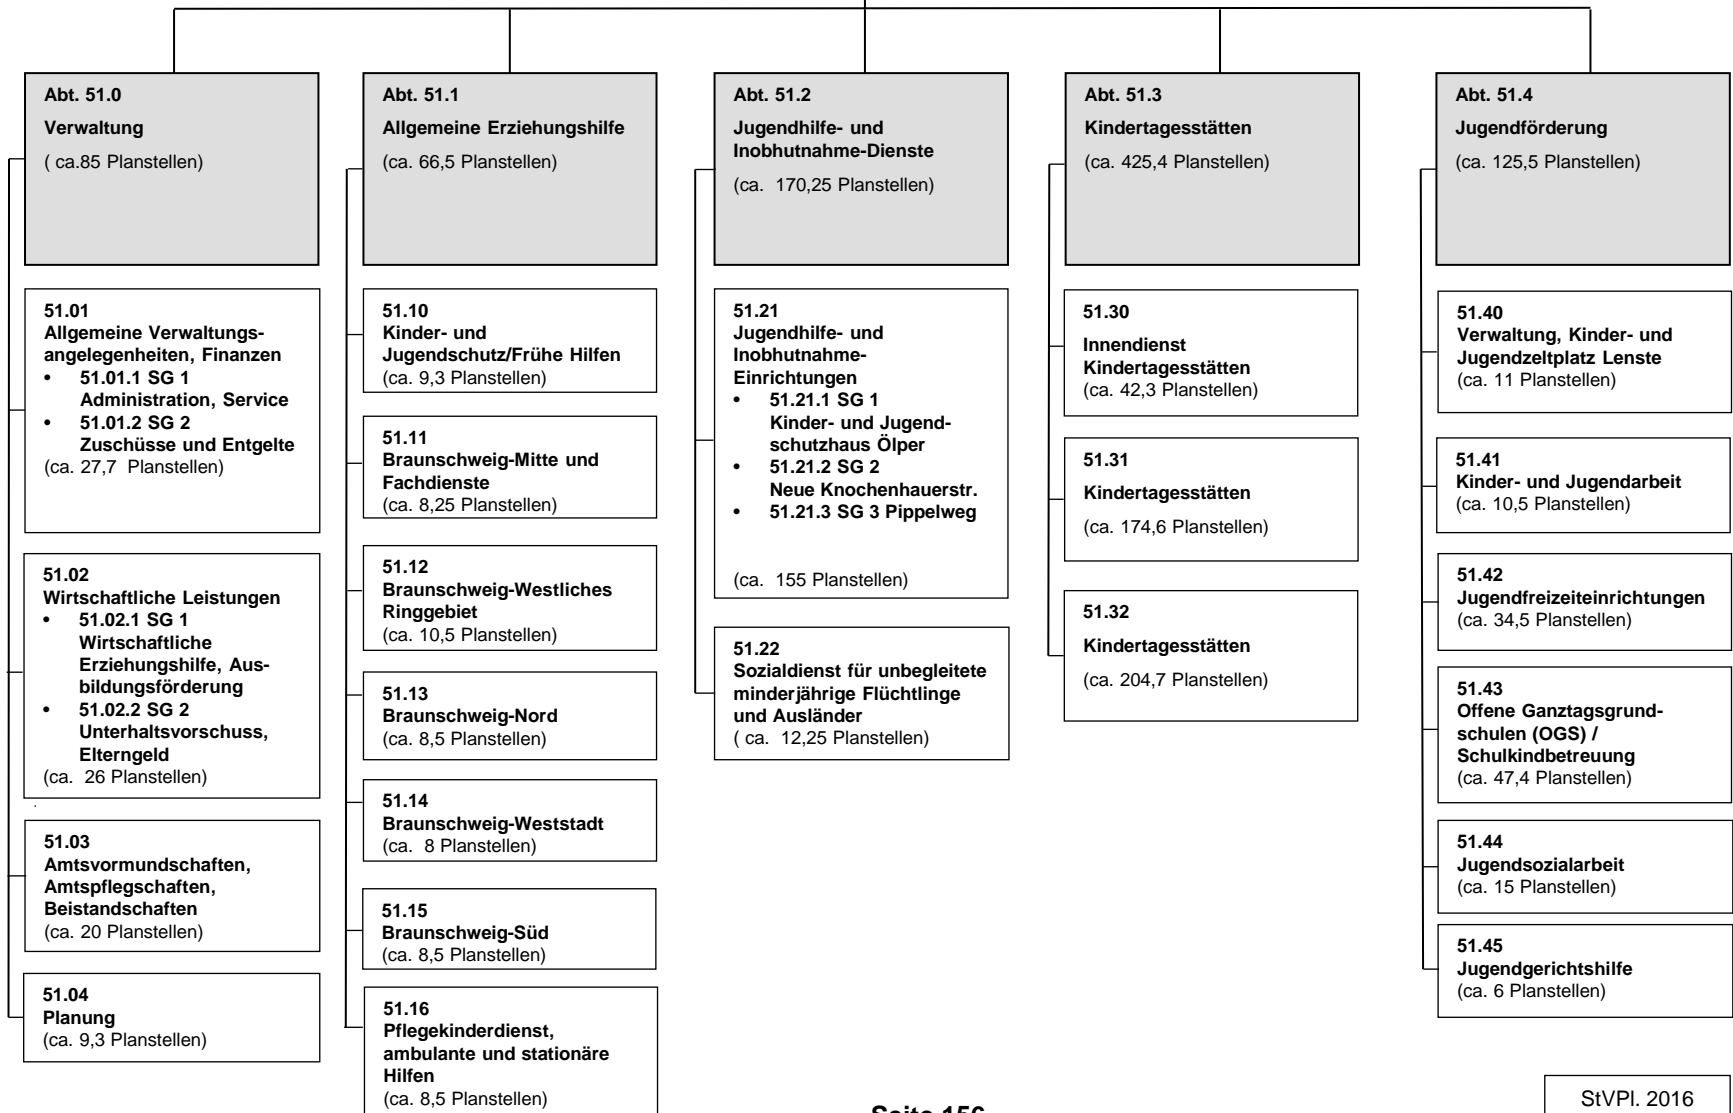 Abt. 51.0
Verwaltung
( ca.85 Planstellen)
51.01
Allgemeine Verwaltungs-
angelegenheiten, Finanzen
• 51.01.1 SG 1
Administration, Service
• 51.01.2 SG 2
Zuschüsse und Entgelte
(ca. 27,7 Planstellen)
51.02
Wirtschaftliche Leistungen
• 51.02.1 SG 1
Wirtschaftliche
Erziehungshilfe, Aus-
bildungsförderung
• 51.02.2 SG 2
Unterhaltsvorschuss,
Elterngeld
(ca. 26 Planstellen)
51.03
Amtsvormundschaften,
Amtspflegschaften,
Beistandschaften
(ca. 20 Planstellen)
51.04
Planung
(ca. 9,3 Planstellen)
Abt. 51.1
Allgemeine Erziehungshilfe
(ca. 66,5 Planstellen)
51.10
Kinder- und
Jugendschutz/Frühe Hilfen
(ca. 9,3 Planstellen)
51.11
Braunschweig-Mitte und
Fachdienste
(ca. 8,25 Planstellen)
51.12
Braunschweig-Westliches
Ringgebiet
(ca. 10,5 Planstellen)
51.13
Braunschweig-Nord
(ca. 8,5 Planstellen)
51.14
Braunschweig-Weststadt
(ca. 8 Planstellen)
51.15
Braunschweig-Süd
(ca. 8,5 Planstellen)
51.16
Pflegekinderdienst,
ambulante und stationäre
Hilfen
(ca. 8,5 Planstellen)
Abt. 51.2
Jugendhilfe- und
Inobhutnahme-Dienste
(ca. 170,25 Planstellen)
51.21
Jugendhilfe- und
Inobhutnahme-
Einrichtungen
• 51.21.1 SG 1
Kinder- und Jugend-
schutzhaus Ölper
• 51.21.2 SG 2
Neue Knochenhauerstr.
• 51.21.3 SG 3 Pippelweg
(ca. 155 Planstellen)
51.22
Sozialdienst für unbegleitete
minderjährige Flüchtlinge
und Ausländer
( ca. 12,25 Planstellen)
Abt. 51.3
Kindertagesstätten
(ca. 425,4 Planstellen)
51.30
Innendienst
Kindertagesstätten
(ca. 42,3 Planstellen)
51.31
Kindertagesstätten
(ca. 174,6 Planstellen)
51.32
Kindertagesstätten
(ca. 204,7 Planstellen)
Abt. 51.4
Jugendförderung
(ca. 125,5 Planstellen)
51.40
Verwaltung, Kinder- und
Jugendzeltplatz Lenste
(ca. 11 Planstellen)
51.41
Kinder- und Jugendarbeit
(ca. 10,5 Planstellen)
51.42
Jugendfreizeiteinrichtungen
(ca. 34,5 Planstellen)
51.43
Offene Ganztagsgrund-
schulen (OGS) /
Schulkindbetreuung
(ca. 47,4 Planstellen)
51.44
Jugendsozialarbeit
(ca. 15 Planstellen)
51.45
Jugendgerichtshilfe
(ca. 6 Planstellen)
Seite 156
StVPl. 2016